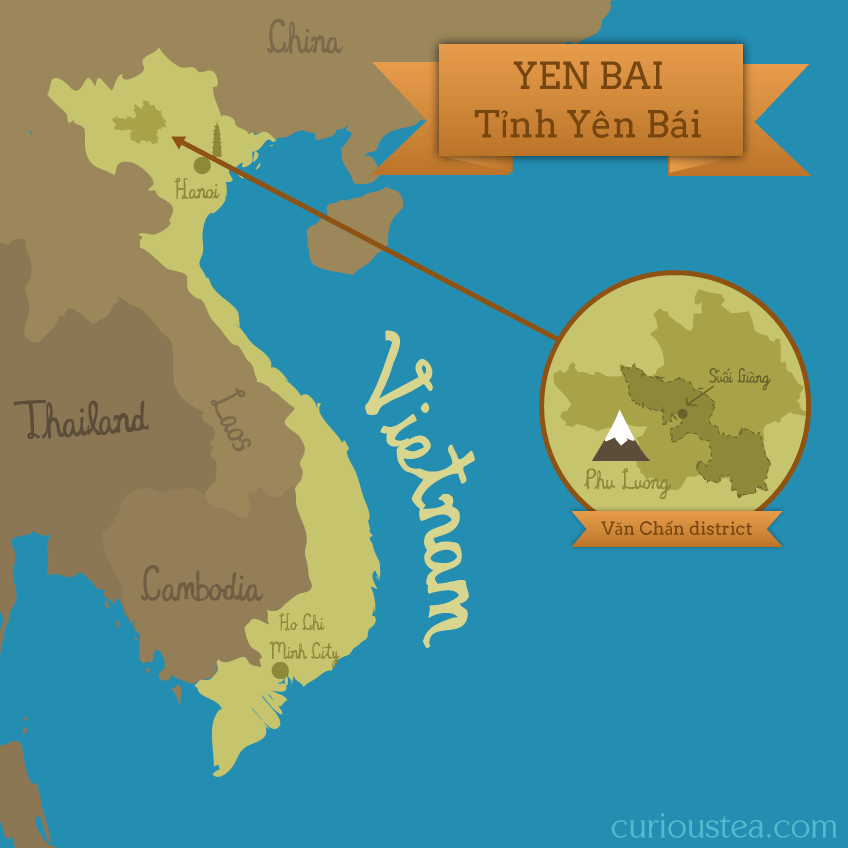 China
YEN BAI
Tỉnh Yên Bái
Hanoi
Vietnam
Thailand
Laos
Suối Giàng
Phu Luong
Văn Chấn district
Cambodia
Ho Chi
Minh City
curioustea.com